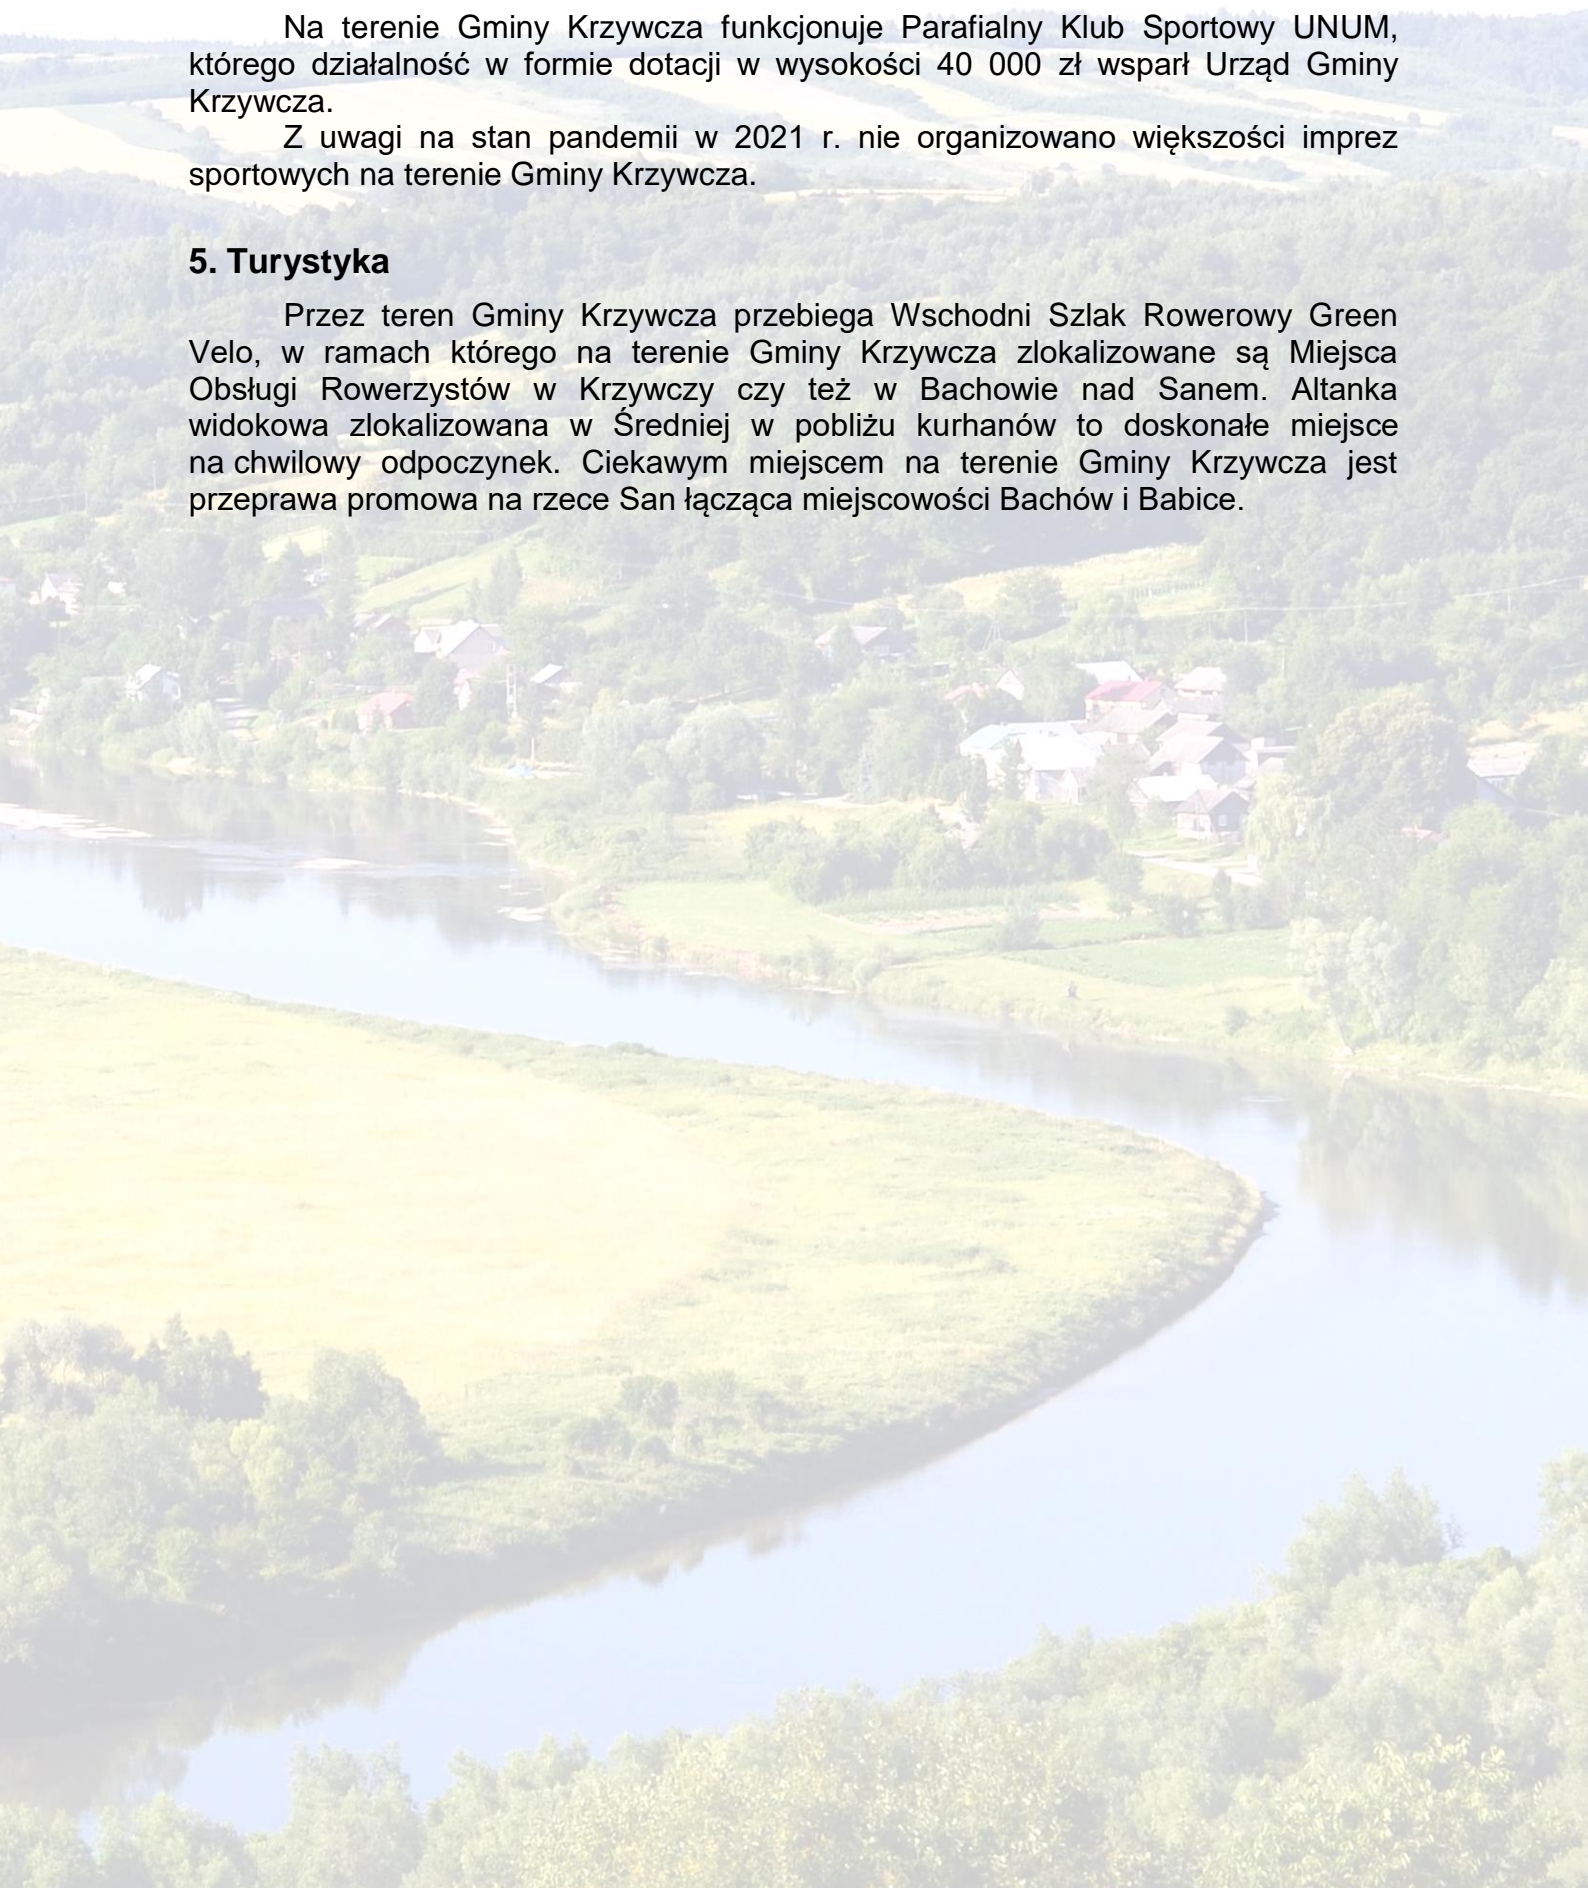 Na terenie Gminy Krzywcza funkcjonuje Parafialny Klub Sportowy UNUM,
którego działalność w formie dotacji w wysokości 40 000 zł wsparł Urząd Gminy
Krzywcza.
Z uwagi na stan pandemii w 2021 r. nie organizowano większości imprez
sportowych na terenie Gminy Krzywcza.
5. Turystyka
Przez teren Gminy Krzywcza przebiega Wschodni Szlak Rowerowy Green
Velo, w ramach którego na terenie Gminy Krzywcza zlokalizowane są Miejsca
Obsługi Rowerzystów w Krzywczy czy też w Bachowie nad Sanem. Altanka
widokowa zlokalizowana w Średniej w pobliżu kurhanów to doskonałe miejsce
na chwilowy odpoczynek. Ciekawym miejscem na terenie Gminy Krzywcza jest
przeprawa promowa na rzece San łącząca miejscowości Bachów i Babice.